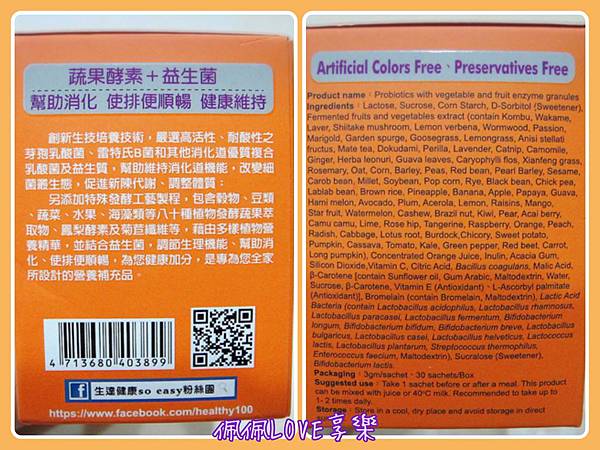 蔬果酵素＋益生菌
幫助消化 使排便順暢 健康維持
創新生技培養技術，嚴選高活性、耐酸性之
芽孢乳酸菌、雷特氏B菌和其他消化道優質複合
乳酸菌及益生質，幫助維持消化道機能，改變細
菌叢生態，促進新陳代謝、調整體質；
另添加特殊發酵工藝製程，包含穀物、豆類
、蔬菜、水果、海藻類等八十種植物發酵蔬果萃
取物、鳳梨酵素及菊苣纖維等，藉由多樣植物營
養精華，並結合益生菌，調節生理機能、幫助消
化、使排便順暢，為您健康加分，是專為您全家
所設計的營養補充品。
4 713680 403899
f 生達健康so easy粉絲團
https://www.facebook.com/healthy100
Artificial Colors Free、Preservatives Free
Product name : Probiotics with vegetable and fruit enzyme granules
Ingredients : Lactose, Sucrose, Corn Starch, D-Sorbitol (Sweetener),
Fermented fruits and vegetables extract (contain Kombu, Wakame,
Laver, Shiitake mushroom, Lemon verbena, Wormwood, Passion,
Marigold, Garden spurge, Goosegrass, Lemongrass, Anisi stellati
fructus, Mate tea, Dokudami, Perilla, Lavender, Catnip, Camomile,
Ginger, Herba leonuri, Guava leaves, Caryophylli flos, Xianfeng grass,
Rosemary, Oat, Corn, Barley, Peas, Red bean, Pearl Barley, Sesame,
Carob bean, Millet, Soybean, Pop corn, Rye, Black bean, Chick pea,
Lablab bean, Brown rice, Pineapple, Banana, Apple, Papaya, Guava,
Hami melon, Avocado, Plum, Acerola, Lemon, Raisins, Mango,
Star fruit, Watermelon, Cashew, Brazil nut, Kiwi, Pear, Acai berry,
Camu camu, Lime, Rose hip, Tangerine, Raspberry, Orange, Peach,
Radish, Cabbage, Lotus root, Burdock,Chicory, Sweet potato,
Pumpkin, Cassava, Tomato, Kale, Green pepper, Red beet, Carrot,
Long pumpkin), Concentrated Orange Juice, Inulin, Acacia Gum,
Silicon Dioxide,Vitamin C, Citric Acid, Bacillus coagulans, Malic Acid,
β-Carotene [contain Sunflower oil, Gum Arabic, Maltodextrin, Water,
Sucrose, β-Carotene, Vitamin E (Antioxidant)、L-Ascorbyl palmitate
(Antioxidant)], Bromelain (contain Bromelain, Maltodextrin), Lactic Acid
Bacteria (contain Lactobacillus acidophilus, Lactobacillus rhamnosus,
Lactobacillus paracasei, Lactobacillus fermentum, Bifidobacterium
longum, Bifidobacterium bifidum, Bifidobacterium breve, Lactobacillus
bulgaricus, Lactobacillus casei, Lactobacillus helveticus, Lactococcus
lactis, Lactobacillus plantarum, Streptococcus thermophilus,
Enterococcus faecium, Maltodextrin), Sucralose (Sweetener),
Bifidobacterium lactis.
Packaging : 3gm/sachet、30 sachets/Box
Suggested use : Take 1 sachet before or after a meal. This product
can be mixed with juice or 40℃ milk. Recommended to take up to
1- 2 times daily.
Storage : Store in a cool, dry place and avoid storage in direct
佩佩LOVE享樂